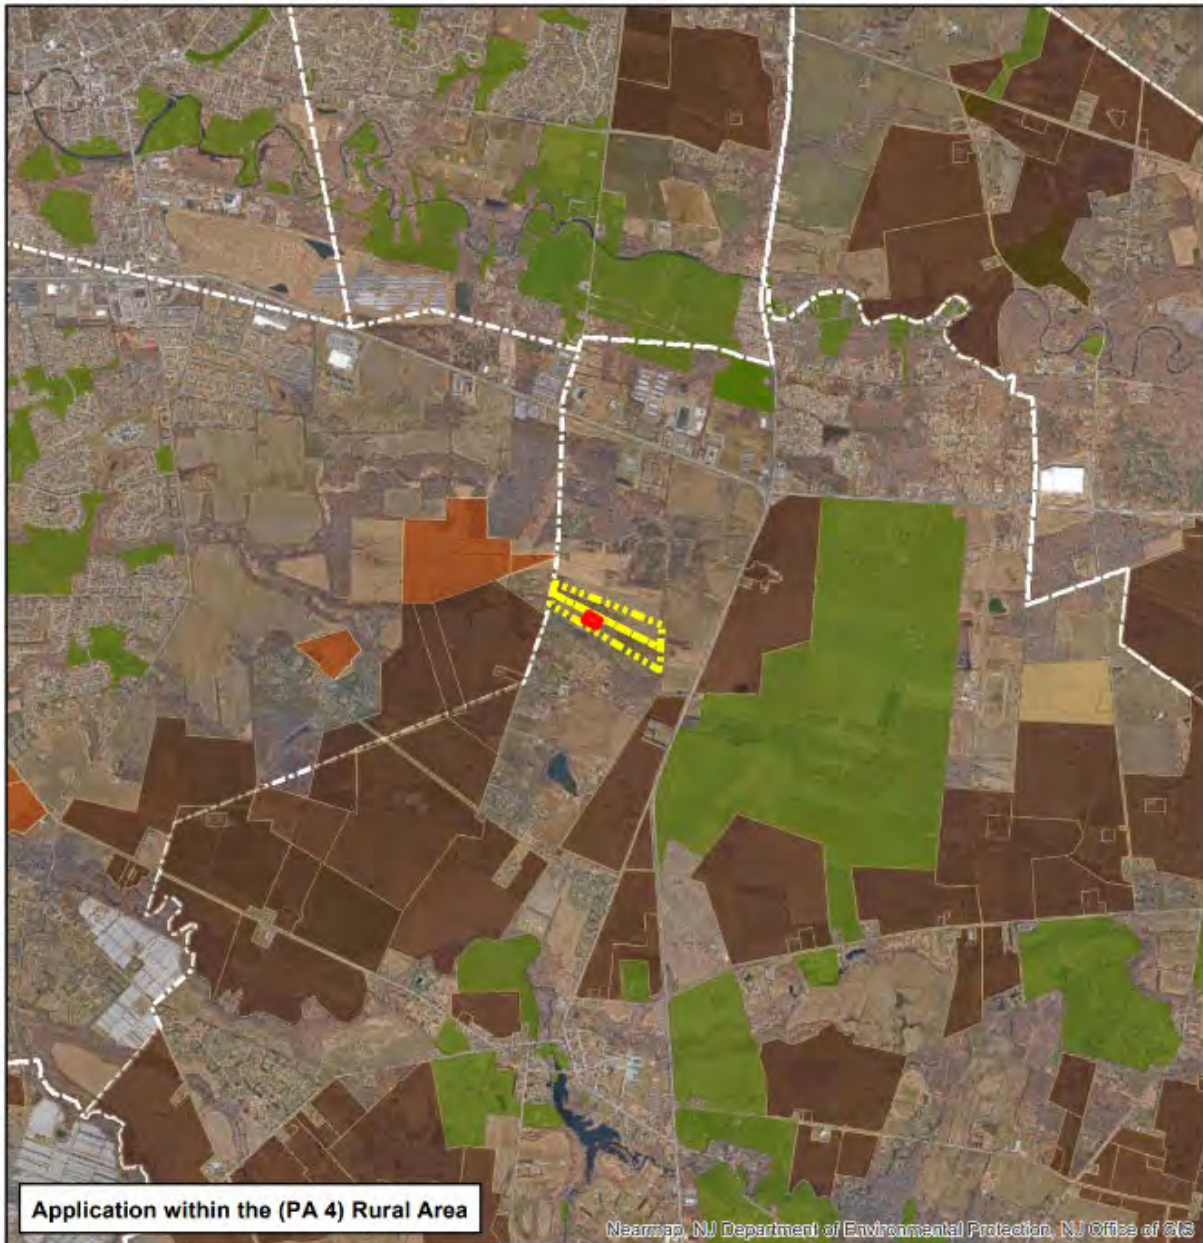 Application within the (PA 4) Rural Area
Nearmap, NJ Department of Environmental Protection, NJ Office of GIS